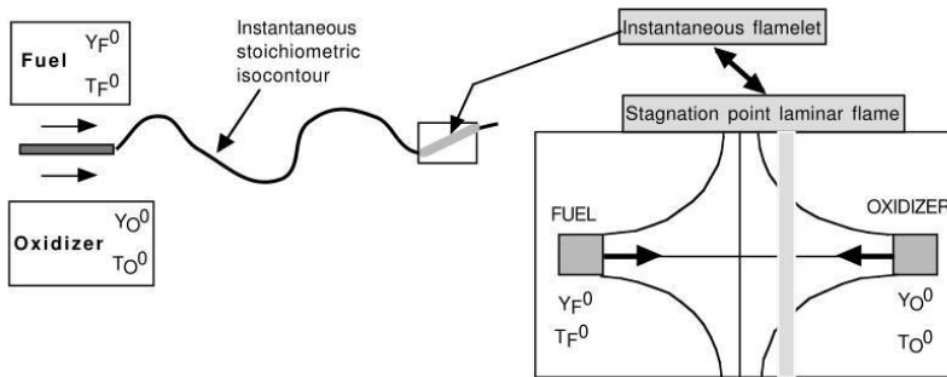 Y_F^0
Fuel
T_F^0
Instantaneous
stoichiometric
isocontour
Y_O^0
Oxidizer
T_O^0
Instantaneous flamelet
Stagnation point laminar flame
FUEL
OXIDIZER
Y_F^0
T_F^0
Y_O^0
T_O^0